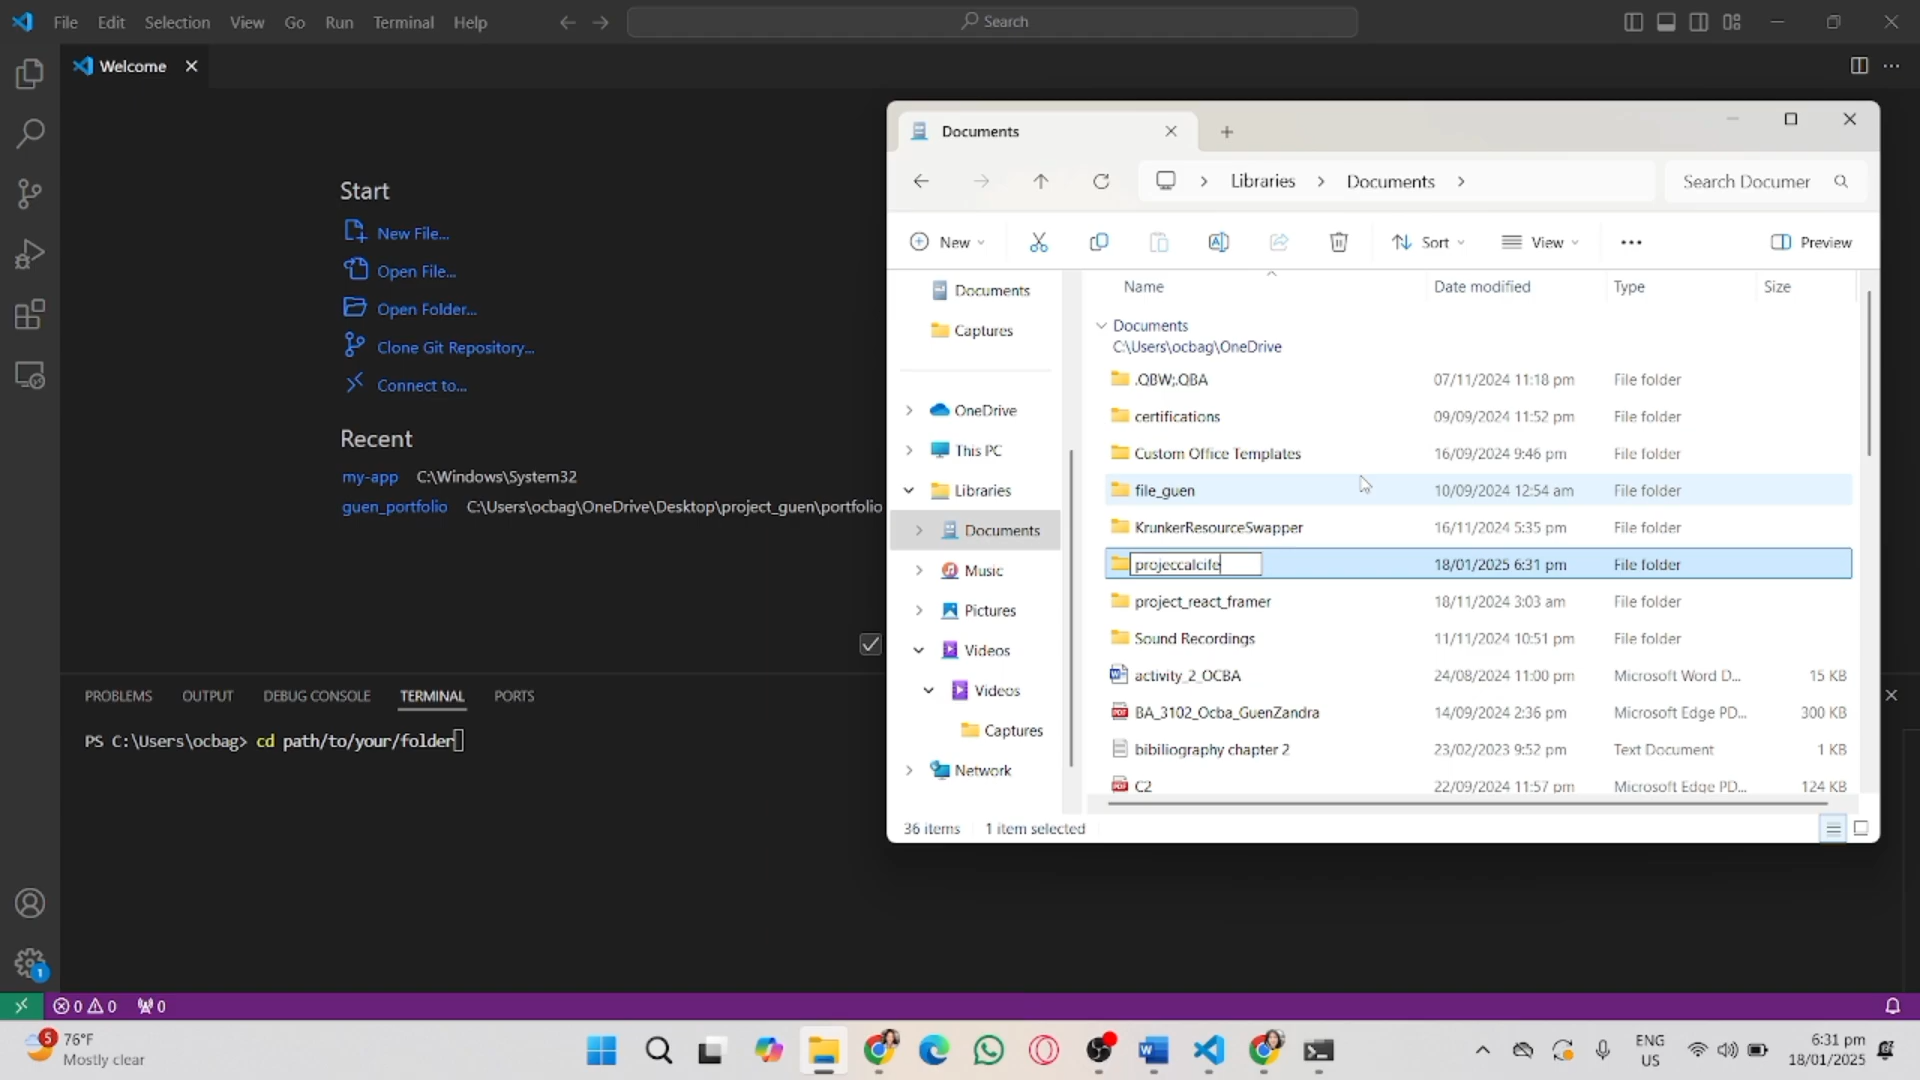 File Edit Selection View Go Run Terminal Help
Search
Welcome
Start
New File...
Open File...
Open Folder...
Clone Git Repository...
Connect to...
Recent
my-app C:\Windows\System32
guen_portfolio C:\Users\ocbag\OneDrive\Desktop\project_guen\portfolio
PROBLEMS OUTPUT DEBUG CONSOLE TERMINAL PORTS
PS C:\Users\ocbag> cd path/to/your/folder
Documents
Libraries > Documents >
Search Documer
New
Sort
View
Preview
Documents
Captures
OneDrive
This PC
Libraries
Documents
Music
Pictures
Videos
Videos
Captures
Network
Name Date modified Type Size
Documents
C:\Users\ocbag\OneDrive
.QBW;.QBA 07/11/2024 11:18 pm File folder
certifications 09/09/2024 11:52 pm File folder
Custom Office Templates 16/09/2024 9:46 pm File folder
file_guen 10/09/2024 12:54 am File folder
KrunkerResourceSwapper 16/11/2024 5:35 pm File folder
projeccalcife 18/01/2025 6:31 pm File folder
project_react_framer 18/11/2024 3:03 am File folder
Sound Recordings 11/11/2024 10:51 pm File folder
activity_2_OCBA 24/08/2024 11:00 pm Microsoft Word D... 15 KB
BA_3102_Ocba_GuenZandra 14/09/2024 2:36 pm Microsoft Edge PD... 300 KB
bibiliography chapter 2 23/02/2023 9:52 pm Text Document 1 KB
C2 22/09/2024 11:57 pm Microsoft Edge PD... 124 KB
36 items 1 item selected
1
0 0 0
5
76°F
Mostly clear
ENG
US
6:31 pm
18/01/2025